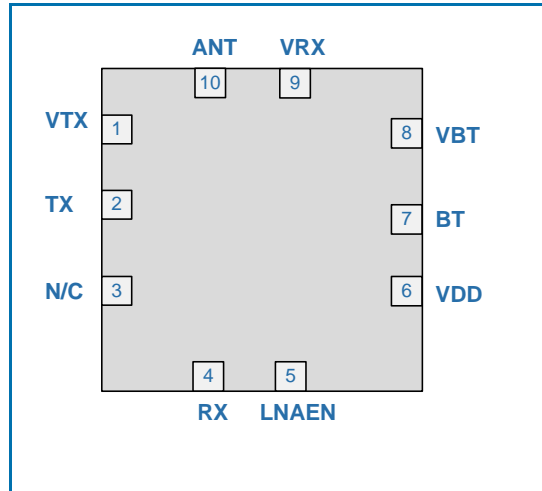 ANT VRX
10 9
VTX 1 8 VBT
TX 2 7 BT
N/C 3 6 VDD
4 5
RX LNAEN